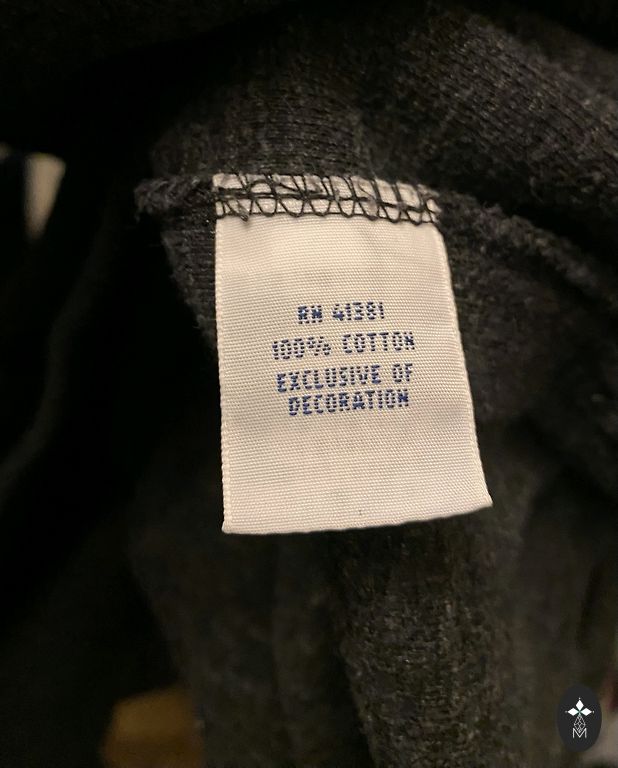 RN 41381
100% COTTON
EXCLUSIVE OF
DECORATION
M